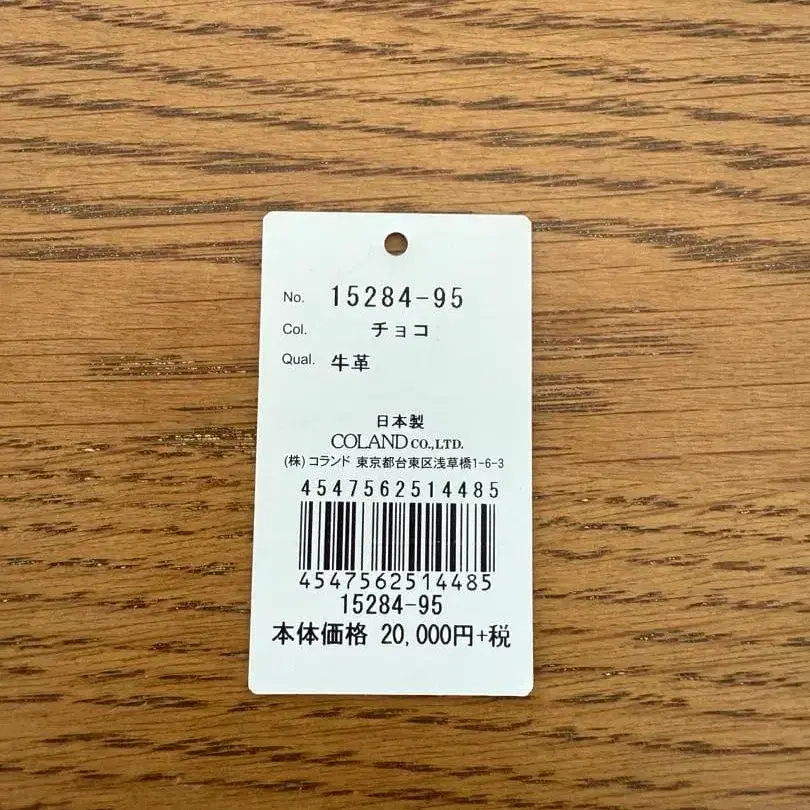 No. 15284-95
Col. チョコ
Qual. 牛革
日本製
COLAND CO.,LTD.
(株)コランド 東京都台東区浅草橋1-6-3
4547562514485
4547562514485
15284-95
本体価格 20,000円+税